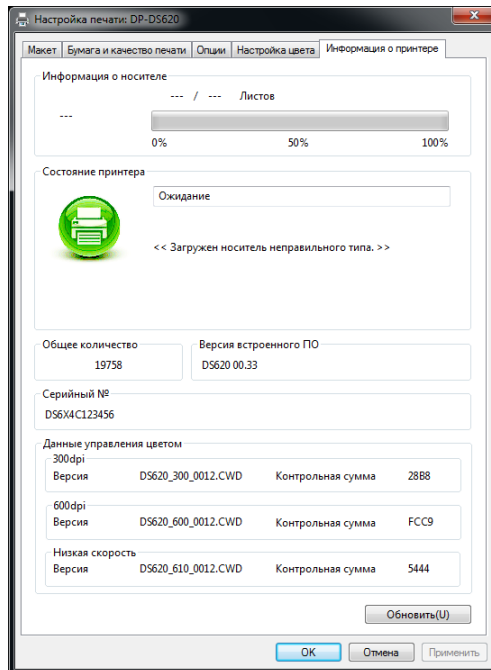 Настройка печати: DP-DS620
Макет Бумага и качество печати Опции Настройка цвета Информация о принтере
Информация о носителе
--- / --- Листов
---
0% 50% 100%
Состояние принтера
Ожидание
<< Загружен носитель неправильного типа. >>
Общее количество Версия встроенного ПО
19758 DS620 00.33
Серийный №
DS6X4C123456
Данные управления цветом
300dpi
Версия DS620_300_0012.CWD Контрольная сумма 28B8
600dpi
Версия DS620_600_0012.CWD Контрольная сумма FCC9
Низкая скорость
Версия DS620_610_0012.CWD Контрольная сумма 5444
Обновить(U)
OK Отмена Применить